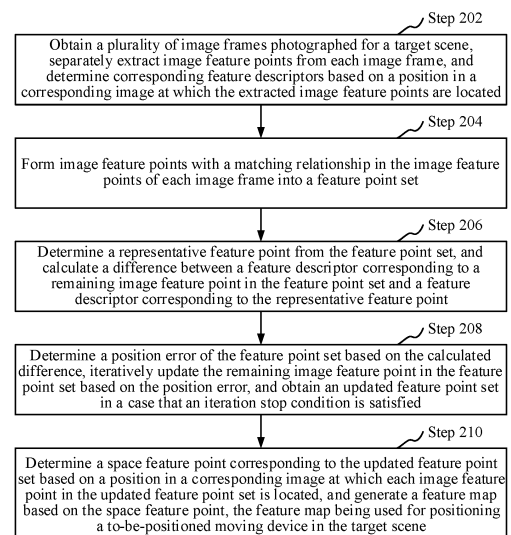 Step 202
Obtain a plurality of image frames photographed for a target scene,
separately extract image feature points from each image frame, and
determine corresponding feature descriptors based on a position in a
corresponding image at which the extracted image feature points are located
Step 204
Form image feature points with a matching relationship in the image feature
points of each image frame into a feature point set
Step 206
Determine a representative feature point from the feature point set, and
calculate a difference between a feature descriptor corresponding to a
remaining image feature point in the feature point set and a feature
descriptor corresponding to the representative feature point
Step 208
Determine a position error of the feature point set based on the calculated
difference, iteratively update the remaining image feature point in the feature
point set based on the position error, and obtain an updated feature point set
in a case that an iteration stop condition is satisfied
Step 210
Determine a space feature point corresponding to the updated feature point
set based on a position in a corresponding image at which each image feature
point in the updated feature point set is located, and generate a feature map
based on the space feature point, the feature map being used for positioning
a to-be-positioned moving device in the target scene